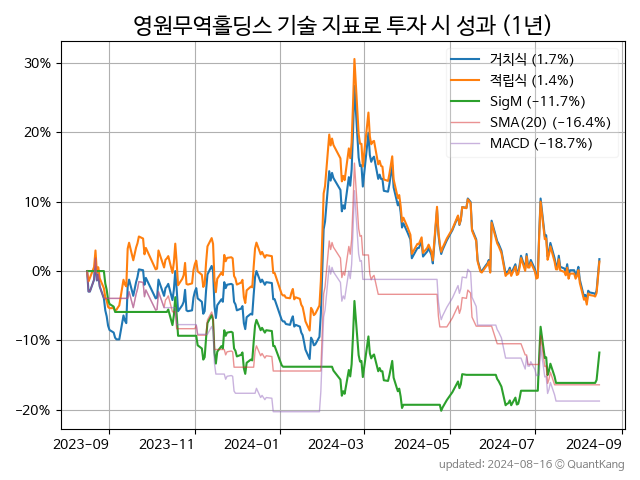 영원무역홀딩스 기술 지표로 투자 시 성과 (1년)
거치식 (1.7%)
적립식 (1.4%)
SigM (−11.7%)
SMA(20) (−16.4%)
MACD (−18.7%)
30%
20%
10%
0%
−10%
−20%
2023-09 2023-11 2024-01 2024-03 2024-05 2024-07 2024-09
updated: 2024-08-16 © QuantKang